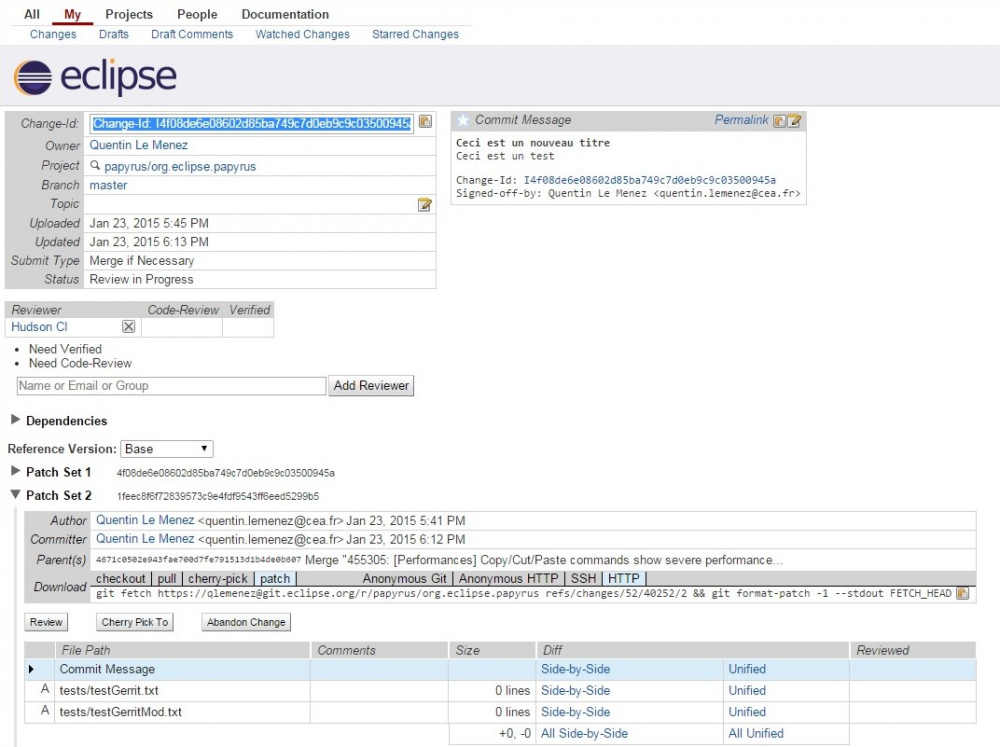 All My Projects People Documentation
Changes Drafts Draft Comments Watched Changes Starred Changes
eclipse
Change-Id: Change-Id: I4f08de6e08602d85ba749c7d0eb9c9c03500945
Owner Quentin Le Menez
Project papyrus/org.eclipse.papyrus
Branch master
Topic
Uploaded Jan 23, 2015 5:45 PM
Updated Jan 23, 2015 6:13 PM
Submit Type Merge if Necessary
Status Review in Progress
Commit Message Permalink
Ceci est un nouveau titre
Ceci est un test
Change-Id: I4f08de6e08602d85ba749c7d0eb9c9c03500945a
Signed-off-by: Quentin Le Menez <quentin.lemenez@cea.fr>
Reviewer Code-Review Verified
Hudson CI
Need Verified
Need Code-Review
Name or Email or Group Add Reviewer
Dependencies
Reference Version: Base
Patch Set 1 4f08de6e08602d85ba749c7d0eb9c9c03500945a
Patch Set 2 1feec8f6f72839573c9e4fdf9543ff6eed5299b5
Author Quentin Le Menez <quentin.lemenez@cea.fr> Jan 23, 2015 5:41 PM
Committer Quentin Le Menez <quentin.lemenez@cea.fr> Jan 23, 2015 6:12 PM
Parent(s) 4671c0502e943fae700d7fe791513d1b4de0b607 Merge "455305: [Performances] Copy/Cut/Paste commands show severe performance...
Download checkout pull cherry-pick patch Anonymous Git Anonymous HTTP SSH HTTP
git fetch https://qlemenez@git.eclipse.org/r/papyrus/org.eclipse.papyrus refs/changes/52/40252/2 && git format-patch -1 --stdout FETCH_HEAD
Review Cherry Pick To Abandon Change
File Path Comments Size Diff Reviewed
Commit Message Side-by-Side Unified
A tests/testGerrit.txt 0 lines Side-by-Side Unified
A tests/testGerritMod.txt 0 lines Side-by-Side Unified
+0, -0 All Side-by-Side All Unified